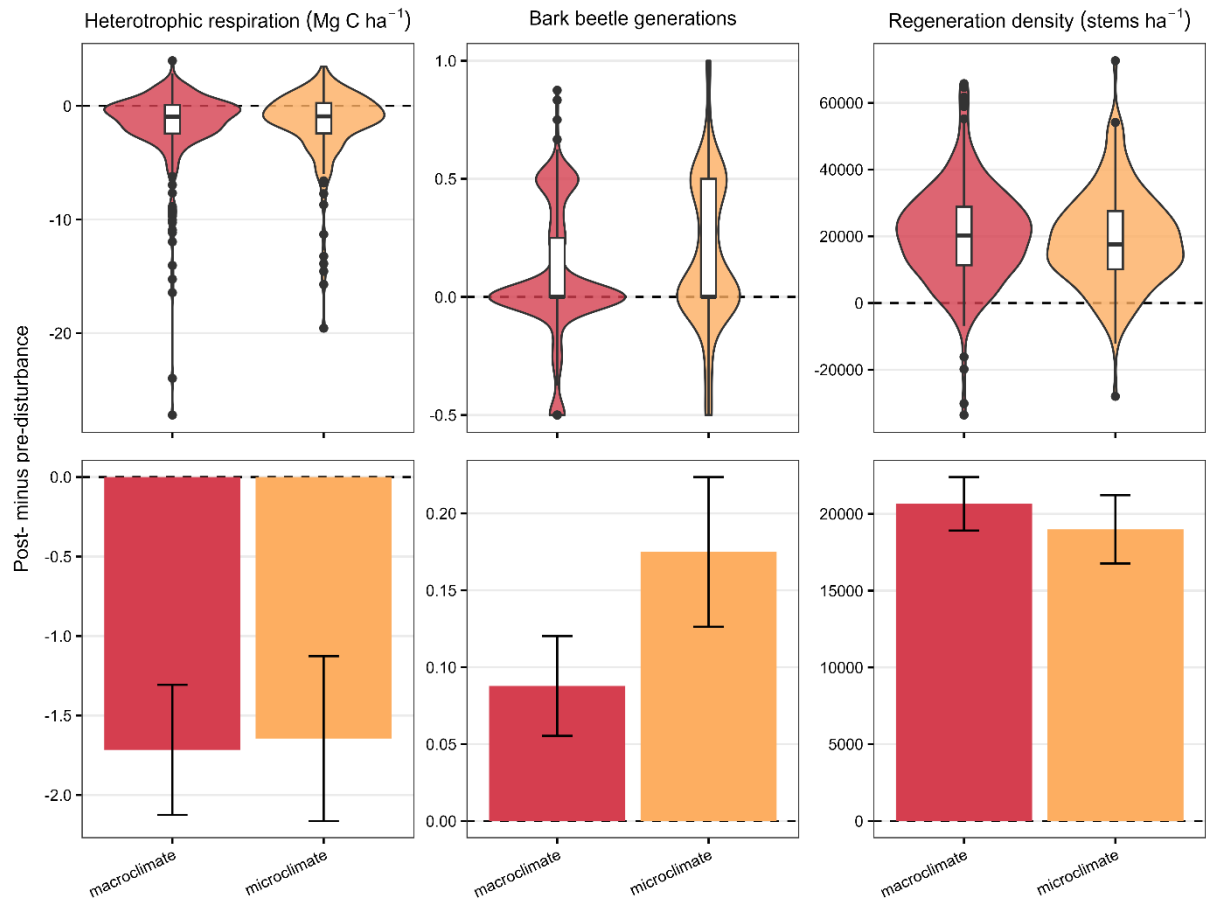 Heterotrophic respiration (Mg C ha⁻¹)
Bark beetle generations
Regeneration density (stems ha⁻¹)
Post- minus pre-disturbance
0
-10
-20
1.0
0.5
0.0
-0.5
60000
40000
20000
0
-20000
0.0
-0.5
-1.0
-1.5
-2.0
0.20
0.15
0.10
0.05
0.00
20000
15000
10000
5000
0
macroclimate
microclimate
macroclimate
microclimate
macroclimate
microclimate